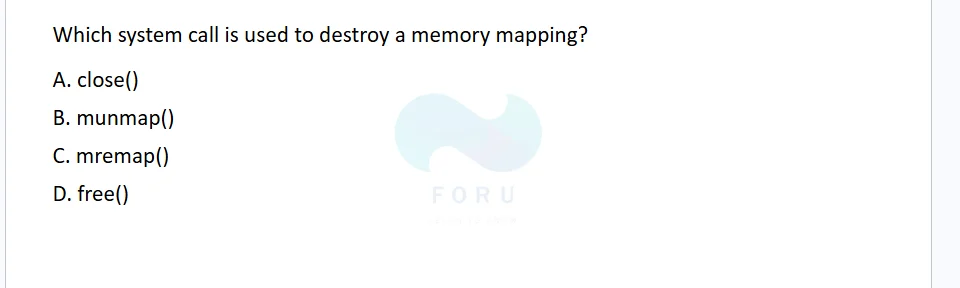 Which system call is used to destroy a memory mapping?
A. close()
B. munmap()
C. mremap()
D. free()
FORU